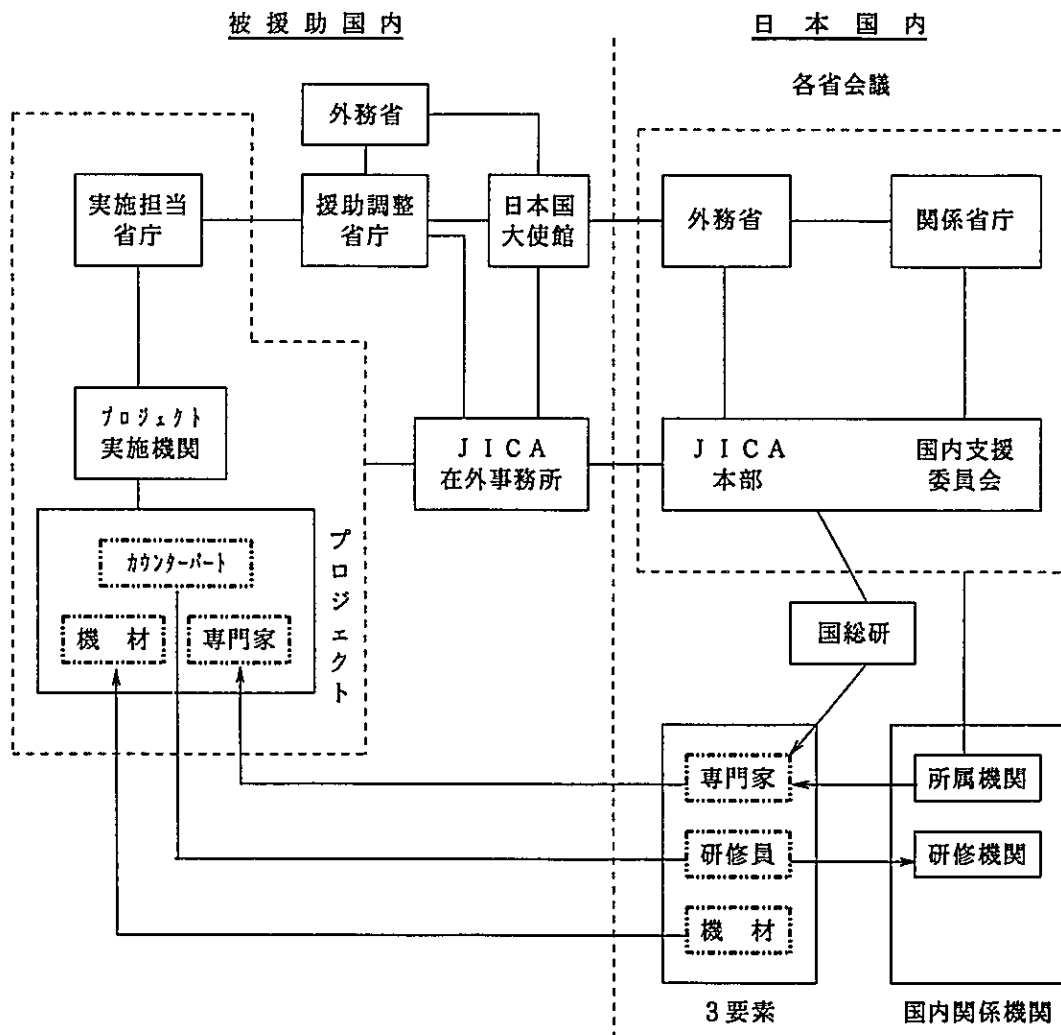 被援助国内
日本国内
各省会議
外務省
実施担当
省庁
援助調整
省庁
日本国
大使館
外務省
関係省庁
プロジェクト
実施機関
JICA
在外事務所
JICA
本部
国内支援
委員会
カウンターパート
機材
専門家
プロジェクト
国総研
専門家
所属機関
研修員
研修機関
機材
3要素
国内関係機関